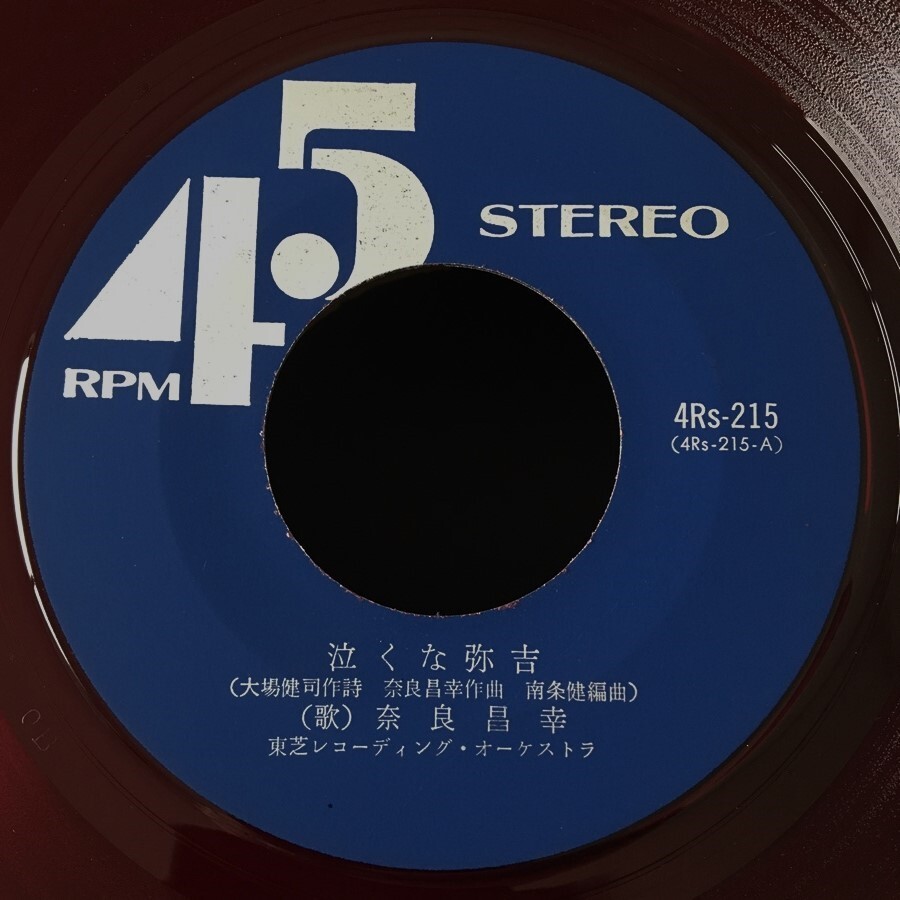 45
STEREO
RPM
4Rs-215
(4Rs-215-A)
泣くな弥吉
(大場健司作詩 奈良昌幸作曲 南条健編曲)
(歌) 奈良昌幸
東芝レコーディング・オーケストラ